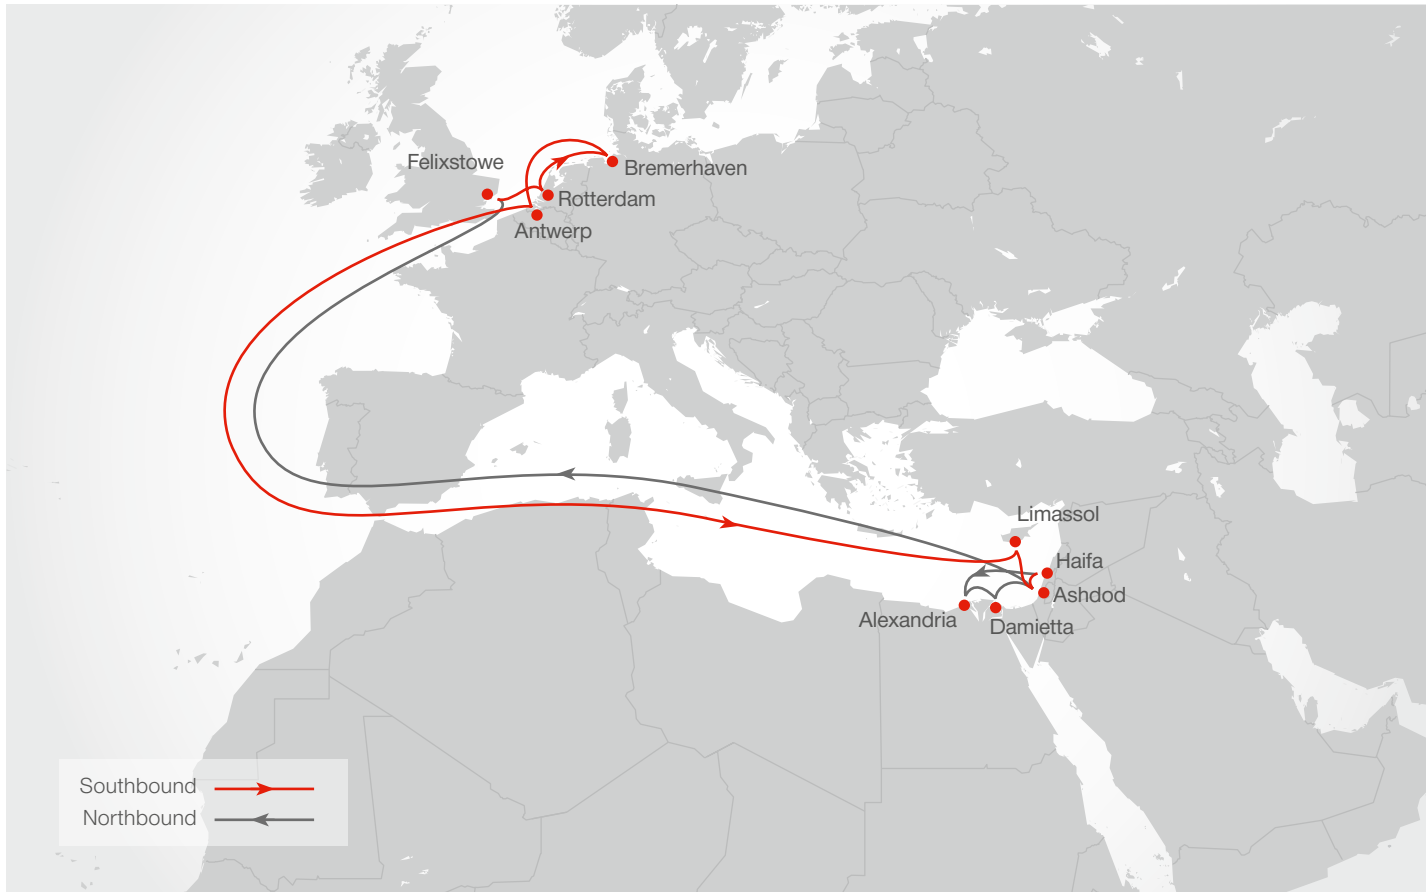 Felixstowe
Bremerhaven
Rotterdam
Antwerp
Limassol
Haifa
Ashdod
Alexandria
Damietta
Southbound
Northbound